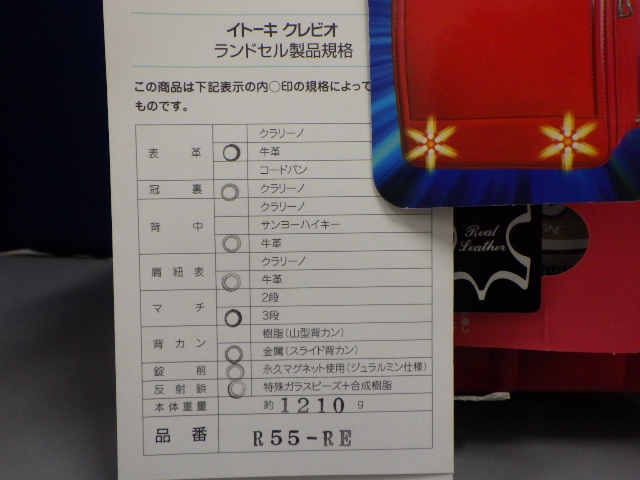 イトーキ クレビオ
ランドセル製品規格
この商品は下記表示の内○印の規格によって
ものです。
表革
クラリーノ
○ 牛革
コードバン
冠裏 ○ クラリーノ
背中
クラリーノ
サンヨーハイキー
○ 牛革
肩紐表
クラリーノ
○ 牛革
マチ
2段
○ 3段
背カン
樹脂(山型背カン)
○ 金属(スライド背カン)
錠前 ○ 永久マグネット使用(ジュラルミン仕様)
反射鋲 ○ 特殊ガラスビーズ+合成樹脂
本体重量 約1210g
品番 R55-RE
Real
Leather